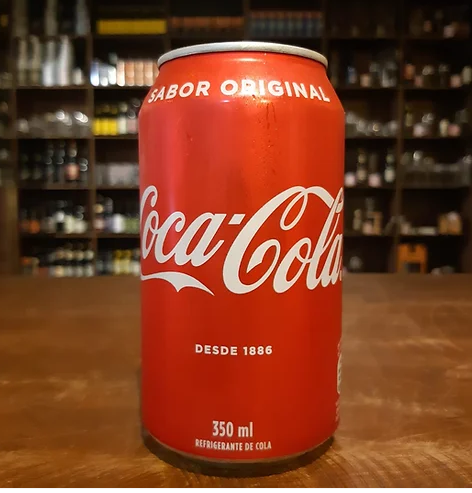 SABOR ORIGINAL
Coca-Cola
DESDE 1886
350 ml
REFRIGERANTE DE COLA